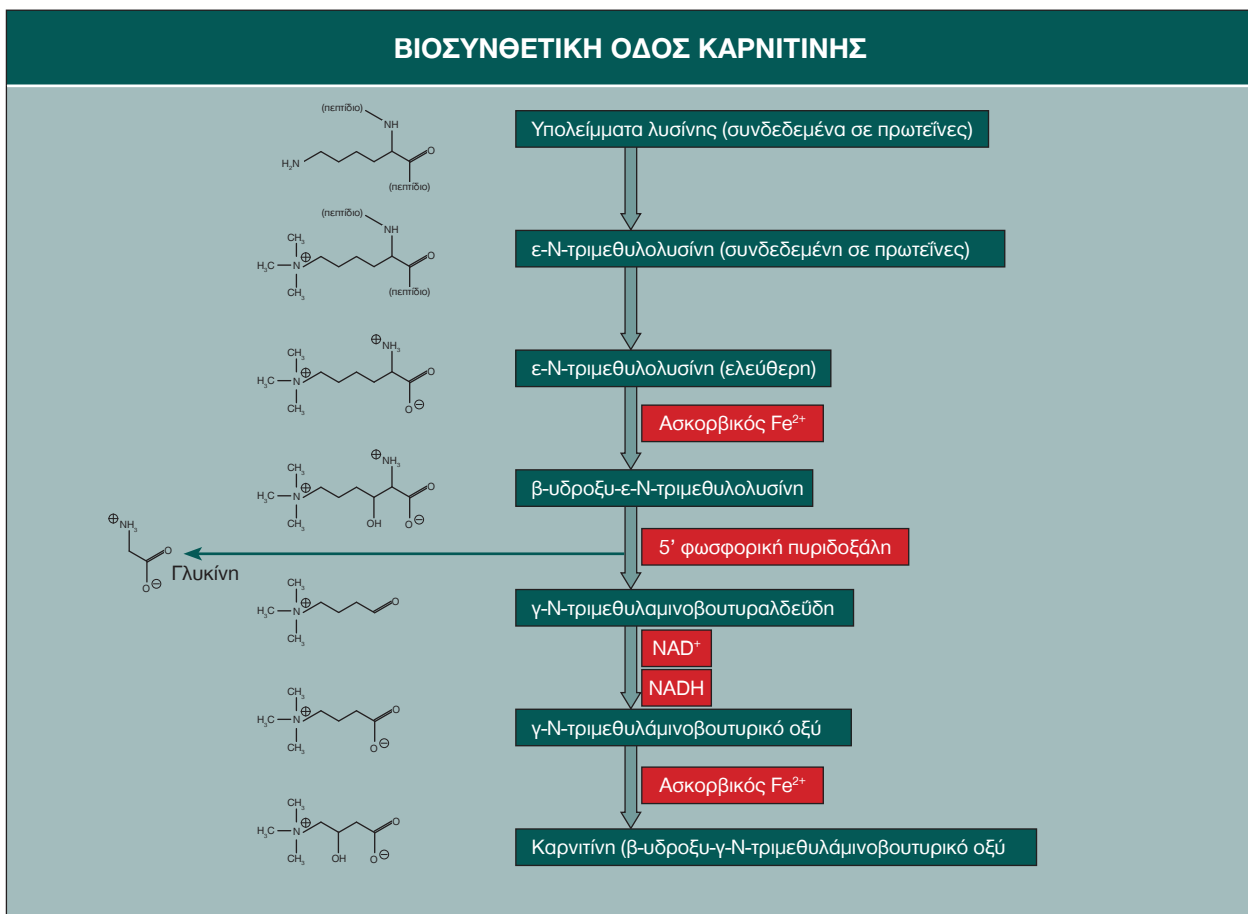 ΒΙΟΣΥΝΘΕΤΙΚΗ ΟΔΟΣ ΚΑΡΝΙΤΙΝΗΣ
(πεπτίδιο)
NH
H₂N
O
(πεπτίδιο)
Υπολείμματα λυσίνης (συνδεδεμένα σε πρωτεΐνες)
(πεπτίδιο)
CH₃
NH
H₃C
N
⊕
O
CH₃
(πεπτίδιο)
ε-N-τριμεθυλολυσίνη (συνδεδεμένη σε πρωτεΐνες)
⊕
NH₃
CH₃
H₃C
N
⊕
O
CH₃
O⊖
ε-N-τριμεθυλολυσίνη (ελεύθερη)
Ασκορβικός Fe²⁺
⊕
NH₃
CH₃
H₃C
N
⊕
O
CH₃
OH
O⊖
β-υδροξυ-ε-N-τριμεθυλολυσίνη
5’ φωσφορική πυριδοξάλη
⊕
NH₃
O
O⊖
Γλυκίνη
CH₃
H₃C
N
⊕
O
CH₃
γ-N-τριμεθυλαμινοβουτυραλδεΰδη
NAD⁺
NADH
CH₃
H₃C
N
⊕
O
CH₃
O⊖
γ-N-τριμεθυλάμινοβουτυρικό οξύ
Ασκορβικός Fe²⁺
CH₃
H₃C
N
⊕
O
CH₃
OH
O⊖
Καρνιτίνη (β-υδροξυ-γ-N-τριμεθυλάμινοβουτυρικό οξύ